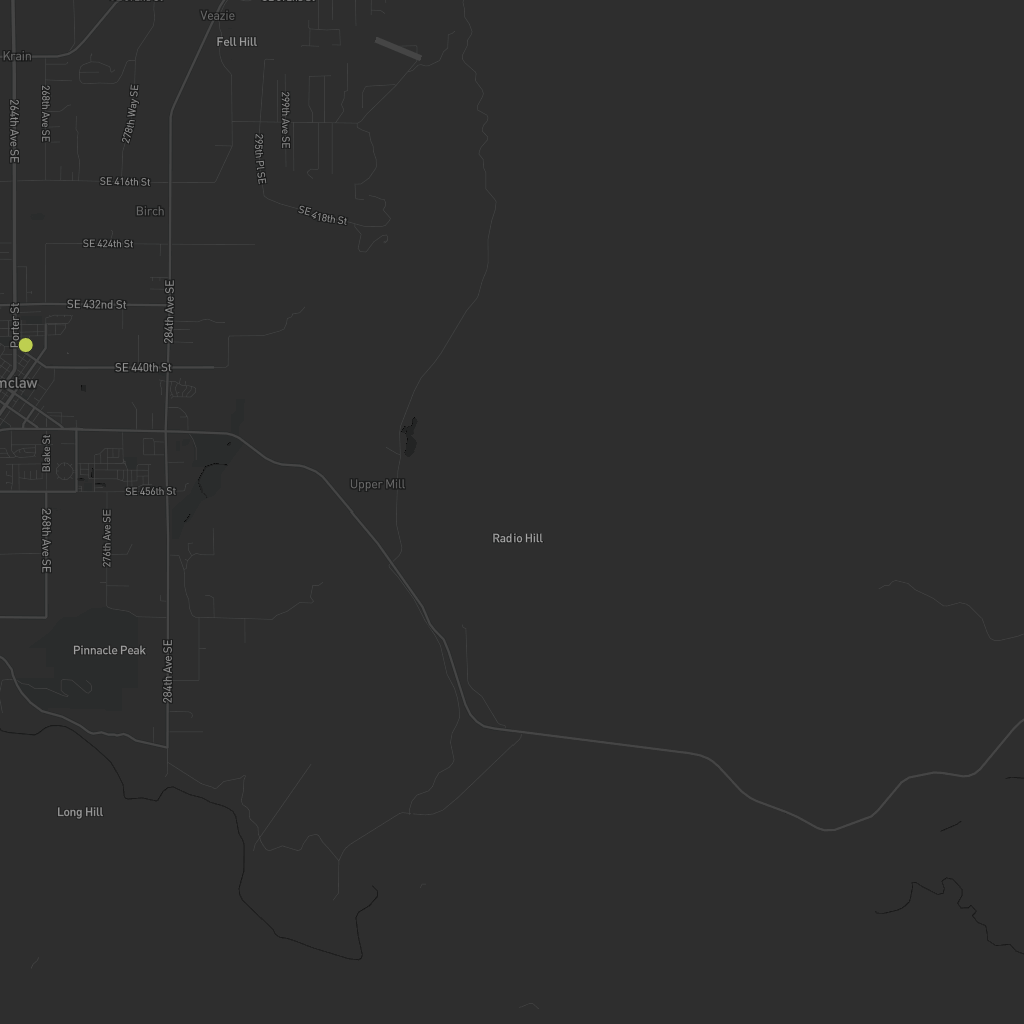 Veazie
Fell Hill
Krain
264th Ave SE
268th Ave SE
278th Way SE
299th Ave SE
295th Pl SE
SE 416th St
Birch
SE 418th St
SE 424th St
284th Ave SE
SE 432nd St
Porter St
SE 440th St
mclaw
Blake St
Upper Mill
SE 456th St
268th Ave SE
276th Ave SE
Radio Hill
Pinnacle Peak
284th Ave SE
Long Hill